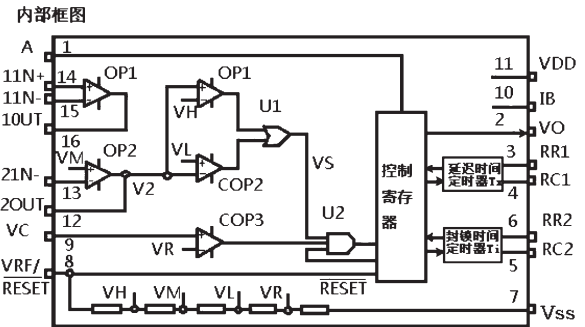 内部框图
A 1
11N+ 14 OP1 OP1 11 VDD
11N- 15 VH U1 10 IB
1OUT 2 VO
16 VM OP2 VL 控制寄存器 延迟时间定时器Tx 3 RR1
21N- 13 V2 COP2 VS 4 RC1
2OUT 12 U2
VC 9 COP3 VR 封锁时间定时器Ti 6 RR2
VRF/RESET 8 RESET 5 RC2
VH VM VL VR 7 Vss